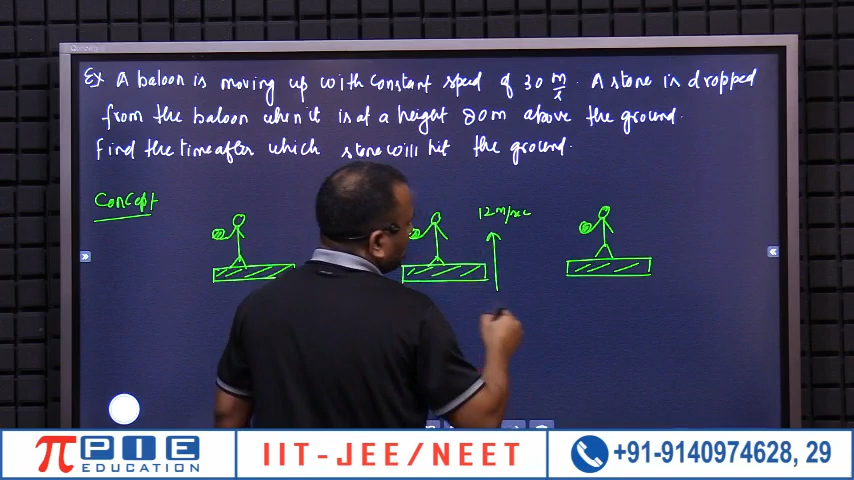 Ex A baloon is moving up with constant speed of 30 m/s. A stone is dropped
from the baloon when it is at a height 80m above the ground.
Find the time after which stone will hit the ground.
Concept
12 m/sec
π PIE EDUCATION
IIT-JEE/NEET
+91-9140974628, 29